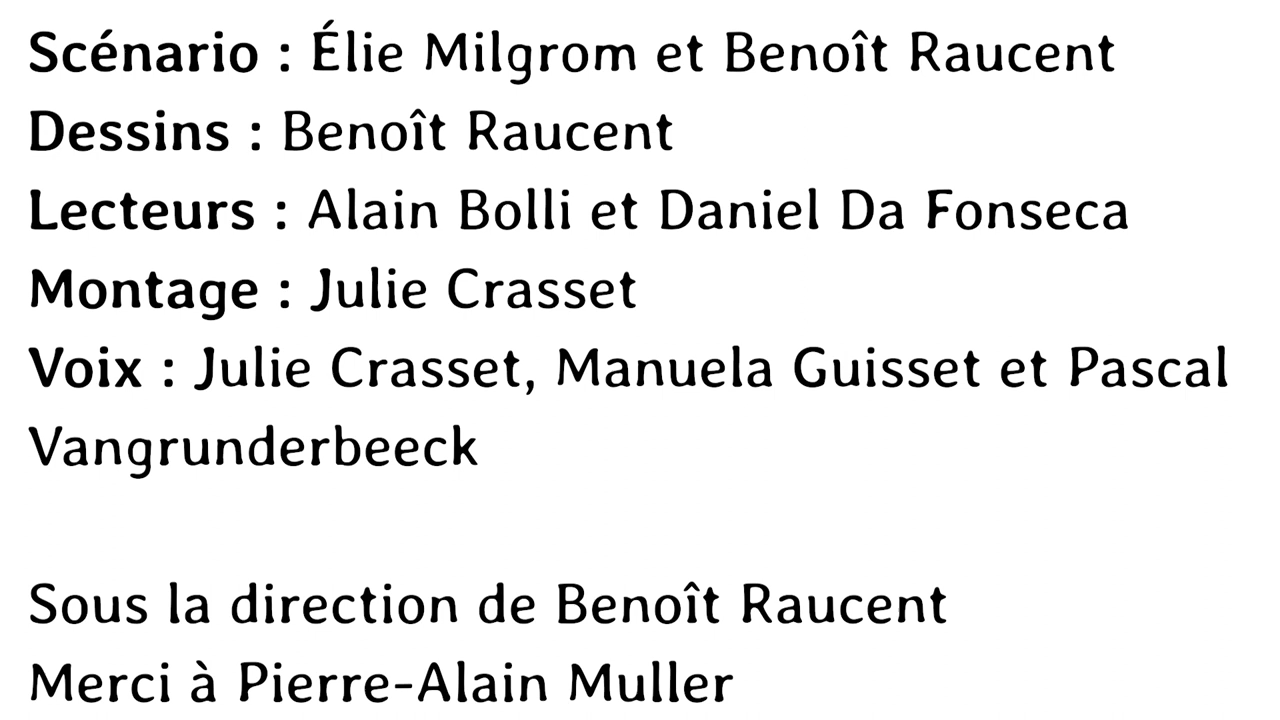 Scénario : Élie Milgrom et Benoît Raucent
Dessins : Benoît Raucent
Lecteurs : Alain Bolli et Daniel Da Fonseca
Montage : Julie Crasset
Voix : Julie Crasset, Manuela Guisset et Pascal
Vangrunderbeeck
Sous la direction de Benoît Raucent
Merci à Pierre-Alain Muller